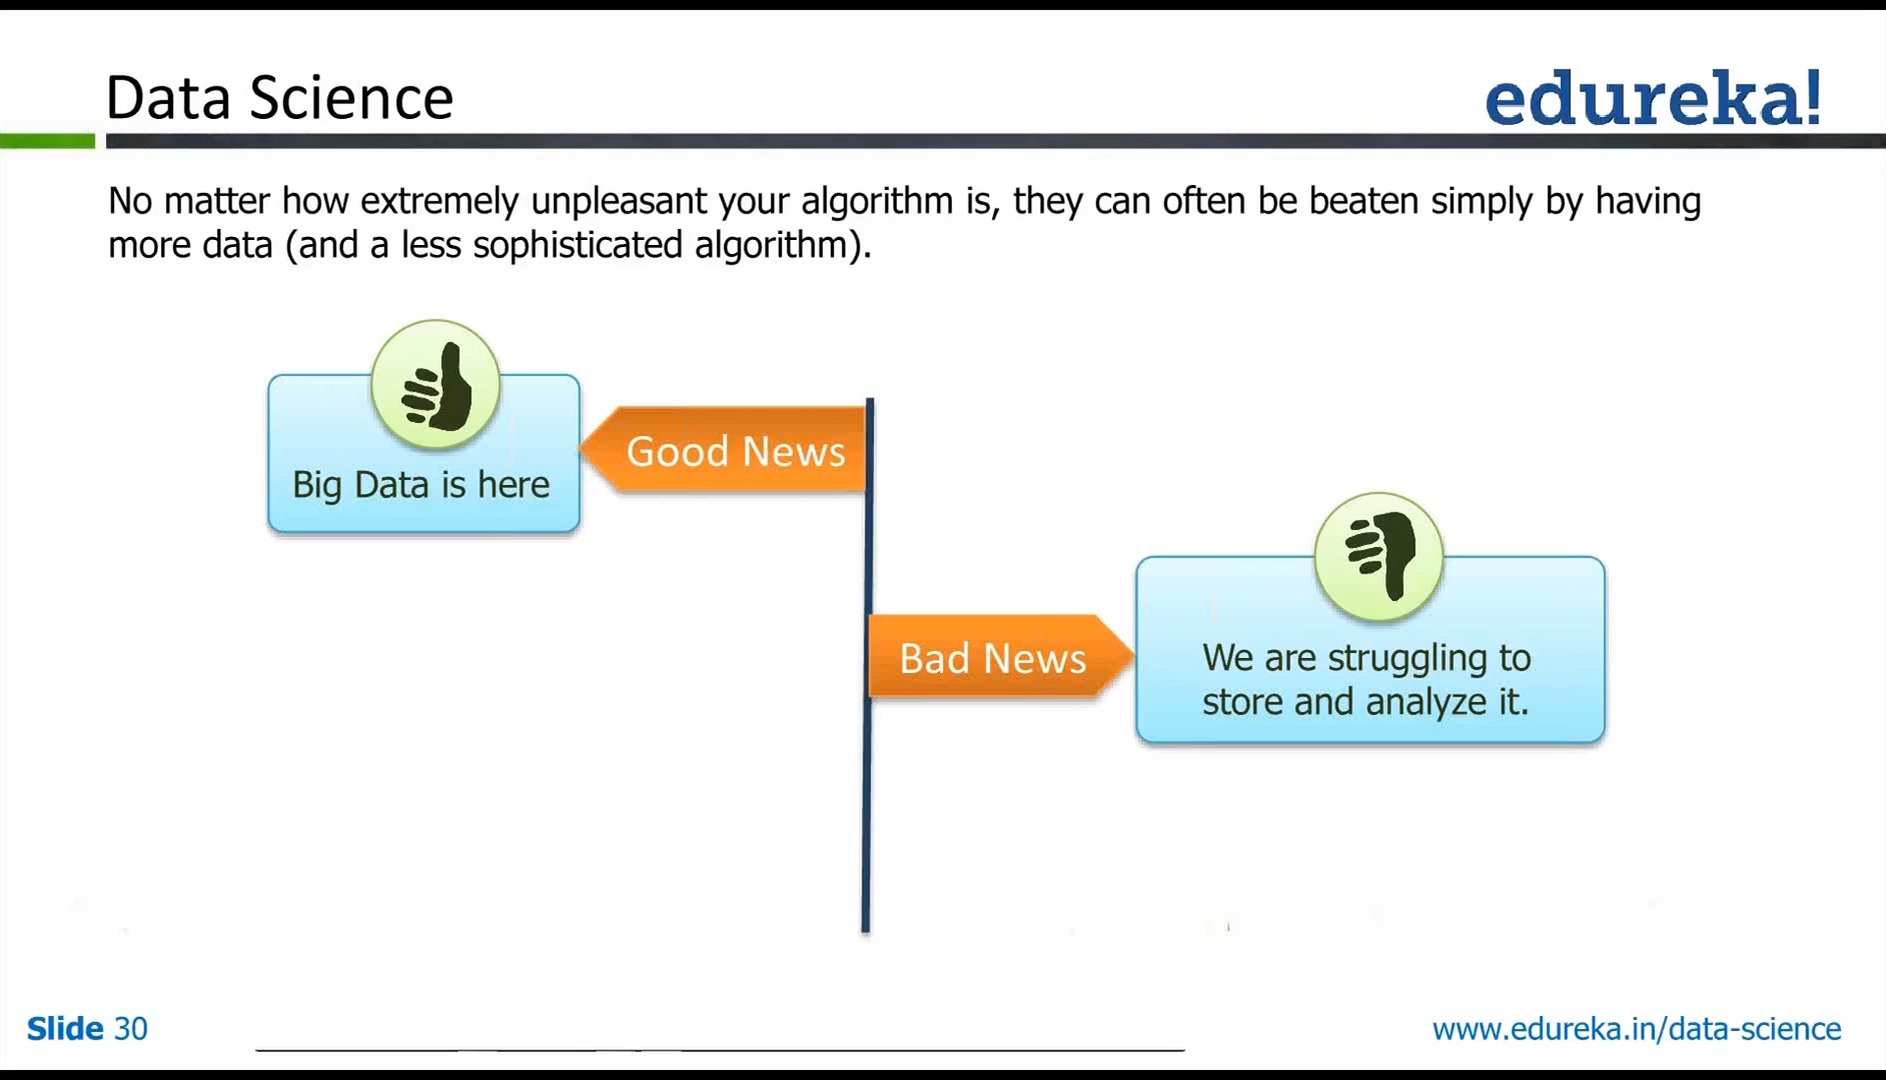 Data Science
edureka!
No matter how extremely unpleasant your algorithm is, they can often be beaten simply by having
more data (and a less sophisticated algorithm).
Big Data is here
Good News
Bad News
We are struggling to
store and analyze it.
Slide 30
www.edureka.in/data-science